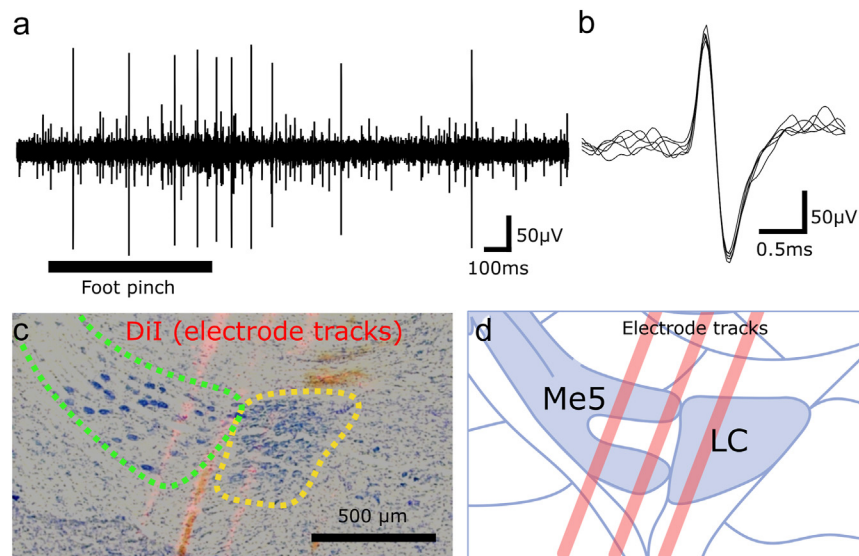 a
b
50µV
100ms
Foot pinch
50µV
0.5ms
c
DiI (electrode tracks)
500 µm
d
Electrode tracks
Me5
LC